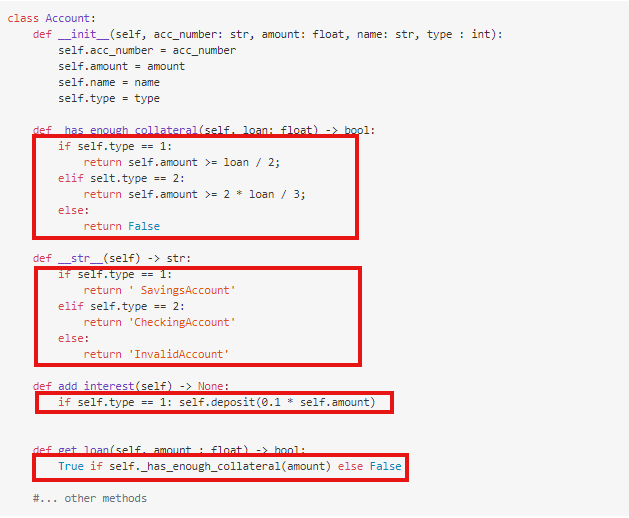 class Account:
    def __init__(self, acc_number: str, amount: float, name: str, type : int):
        self.acc_number = acc_number
        self.amount = amount
        self.name = name
        self.type = type

    def _has_enough_collateral(self, loan: float) -> bool:
        if self.type == 1:
            return self.amount >= loan / 2;
        elif selt.type == 2:
            return self.amount >= 2 * loan / 3;
        else:
            return False

    def __str__(self) -> str:
        if self.type == 1:
            return ' SavingsAccount'
        elif self.type == 2:
            return 'CheckingAccount'
        else:
            return 'InvalidAccount'

    def add_interest(self) -> None:
        if self.type == 1: self.deposit(0.1 * self.amount)

    def get_loan(self, amount : float) -> bool:
        True if self._has_enough_collateral(amount) else False

    #... other methods